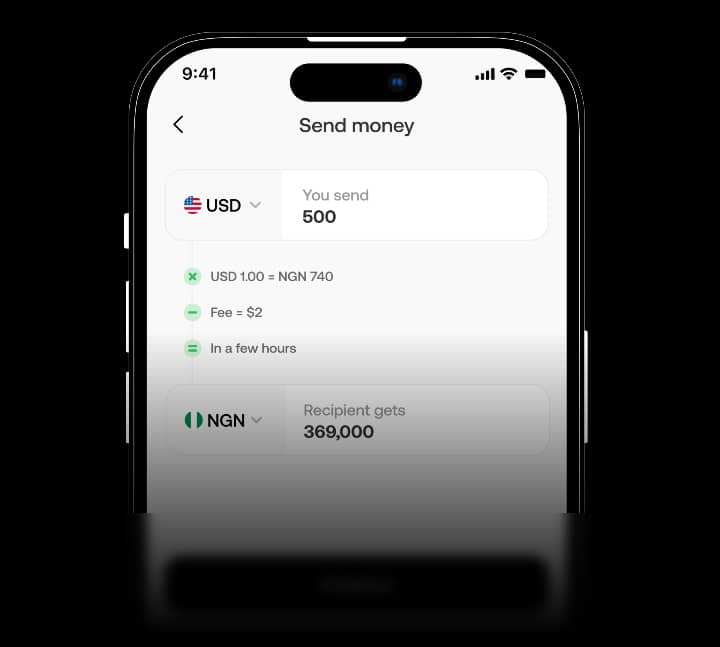 9:41
Send money
USD
You send
500
USD 1.00 = NGN 740
Fee = $2
In a few hours
NGN
Recipient gets
369,000